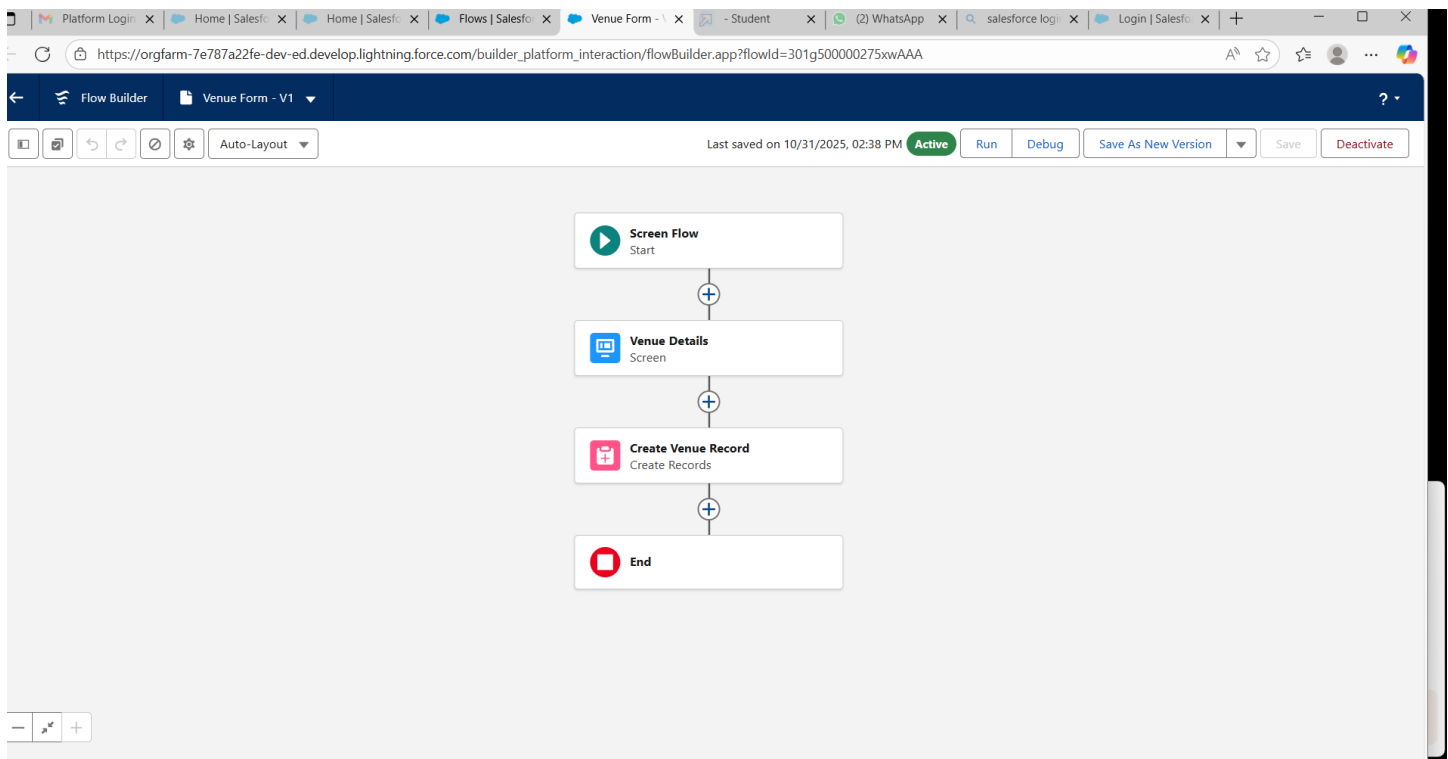 Platform Login
Home | Salesfo
Home | Salesfo
Flows | Salesfo
Venue Form - \
- Student
(2) WhatsApp
salesforce logi
Login | Salesfo
https://orgfarm-7e787a22fe-dev-ed.develop.lightning.force.com/builder_platform_interaction/flowBuilder.app?flowId=301g500000275xwAAA
Flow Builder
Venue Form - V1
?
Auto-Layout
Last saved on 10/31/2025, 02:38 PM
Active
Run
Debug
Save As New Version
Save
Deactivate
Screen Flow
Start
Venue Details
Screen
Create Venue Record
Create Records
End